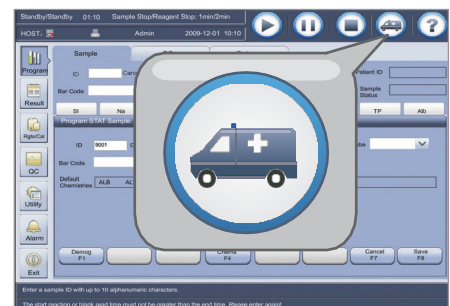 Standby/Standby 01:10 Sample Stop/Reagent Stop: 1min/2min
HOST: Admin 2009-12-01 10:10
?
Program
Result
Rgts/Cal
QC
Utility
Alarm
Exit
Sample
ID
Patient ID
Bar Code
Sample Status
SI Na TP Alb
Program STAT Sample
ID 9001
Bar Code
Default Chemistries ALB
Demog F1
Chems F4
Cancel F7
Save F8
Enter a sample ID with up to 10 alphanumeric characters.
The start reaction or blank read time must not be greater than the end time. Please enter again!